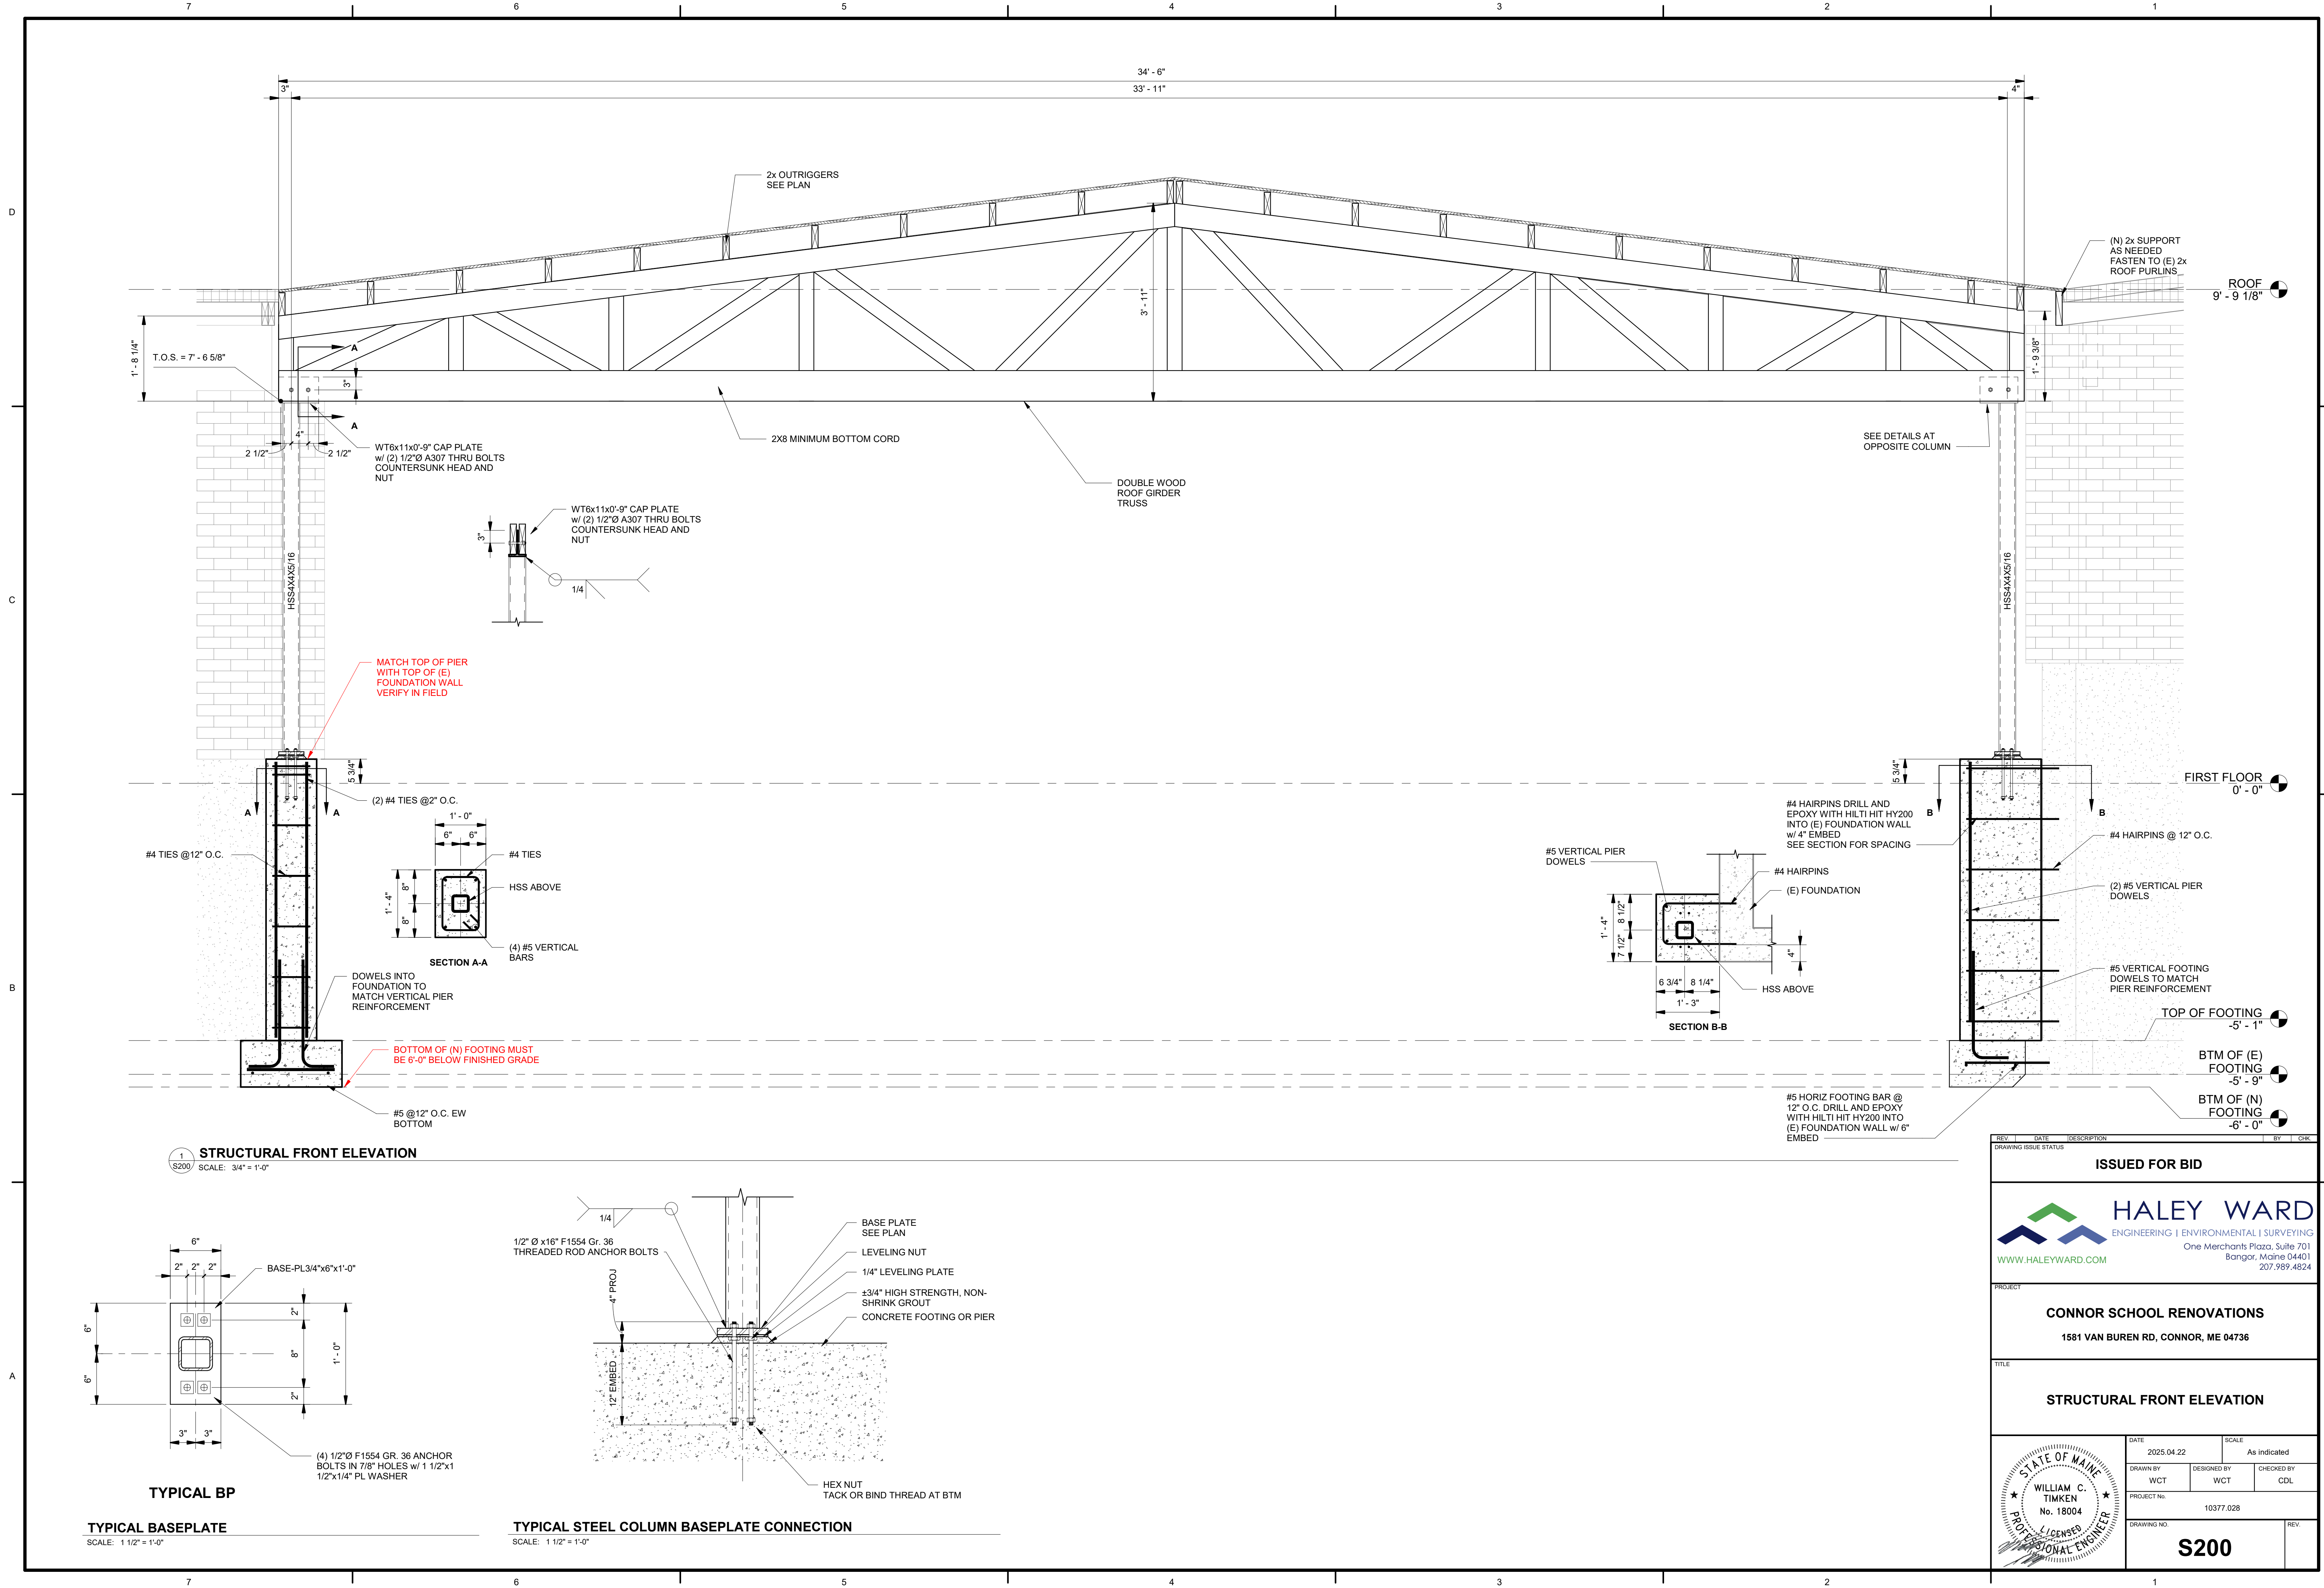 7
6
5
4
3
2
1
34' - 6"
3"
33' - 11"
4"
2x OUTRIGGERS
SEE PLAN
D
(N) 2x SUPPORT
AS NEEDED
FASTEN TO (E) 2x
ROOF PURLINS
ROOF
9' - 9 1/8"
3' - 11"
1' - 8 1/4"
T.O.S. = 7' - 6 5/8"
A
3"
A
1' - 9 3/8"
4"
2 1/2"
2 1/2"
WT6x11x0'-9" CAP PLATE
w/ (2) 1/2"Ø A307 THRU BOLTS
COUNTERSUNK HEAD AND
NUT
2X8 MINIMUM BOTTOM CORD
SEE DETAILS AT
OPPOSITE COLUMN
DOUBLE WOOD
ROOF GIRDER
TRUSS
WT6x11x0'-9" CAP PLATE
w/ (2) 1/2"Ø A307 THRU BOLTS
COUNTERSUNK HEAD AND
NUT
3"
1/4
HSS4X4X5/16
HSS4X4X5/16
C
MATCH TOP OF PIER
WITH TOP OF (E)
FOUNDATION WALL
VERIFY IN FIELD
5 3/4"
5 3/4"
FIRST FLOOR
0' - 0"
(2) #4 TIES @2" O.C.
A
A
#4 TIES @12" O.C.
1' - 0"
6"
6"
#4 TIES
HSS ABOVE
1' - 4"
8"
8"
(4) #5 VERTICAL
BARS
SECTION A-A
DOWELS INTO
FOUNDATION TO
MATCH VERTICAL PIER
REINFORCEMENT
#4 HAIRPINS DRILL AND
EPOXY WITH HILTI HIT HY200
INTO (E) FOUNDATION WALL
w/ 4" EMBED
SEE SECTION FOR SPACING
B
B
#4 HAIRPINS @ 12" O.C.
#5 VERTICAL PIER
DOWELS
#4 HAIRPINS
(E) FOUNDATION
1' - 4"
8 1/2"
7 1/2"
4"
6 3/4"
8 1/4"
1' - 3"
HSS ABOVE
SECTION B-B
(2) #5 VERTICAL PIER
DOWELS
#5 VERTICAL FOOTING
DOWELS TO MATCH
PIER REINFORCEMENT
B
TOP OF FOOTING
-5' - 1"
BTM OF (E)
FOOTING
-5' - 9"
BTM OF (N)
FOOTING
-6' - 0"
BOTTOM OF (N) FOOTING MUST
BE 6'-0" BELOW FINISHED GRADE
#5 @12" O.C. EW
BOTTOM
#5 HORIZ FOOTING BAR @
12" O.C. DRILL AND EPOXY
WITH HILTI HIT HY200 INTO
(E) FOUNDATION WALL w/ 6"
EMBED
1
S200
STRUCTURAL FRONT ELEVATION
SCALE: 3/4" = 1'-0"
6"
2"
2"
2"
BASE-PL3/4"x6"x1'-0"
6"
6"
2"
8"
2"
1' - 0"
3"
3"
(4) 1/2"Ø F1554 GR. 36 ANCHOR
BOLTS IN 7/8" HOLES w/ 1 1/2"x1
1/2"x1/4" PL WASHER
TYPICAL BP
TYPICAL BASEPLATE
SCALE: 1 1/2" = 1'-0"
1/4
1/2" Ø x16" F1554 Gr. 36
THREADED ROD ANCHOR BOLTS
4" PROJ
12" EMBED
BASE PLATE
SEE PLAN
LEVELING NUT
1/4" LEVELING PLATE
±3/4" HIGH STRENGTH, NON-
SHRINK GROUT
CONCRETE FOOTING OR PIER
HEX NUT
TACK OR BIND THREAD AT BTM
TYPICAL STEEL COLUMN BASEPLATE CONNECTION
SCALE: 1 1/2" = 1'-0"
A
REV. DATE DESCRIPTION BY CHK.
DRAWING ISSUE STATUS
ISSUED FOR BID
HALEY WARD
ENGINEERING | ENVIRONMENTAL | SURVEYING
One Merchants Plaza, Suite 701
Bangor, Maine 04401
207.989.4824
WWW.HALEYWARD.COM
PROJECT
CONNOR SCHOOL RENOVATIONS
1581 VAN BUREN RD, CONNOR, ME 04736
TITLE
STRUCTURAL FRONT ELEVATION
STATE OF MAINE
WILLIAM C.
TIMKEN
No. 18004
LICENSED
PROFESSIONAL ENGINEER
DATE
2025.04.22
SCALE
As indicated
DRAWN BY
WCT
DESIGNED BY
WCT
CHECKED BY
CDL
PROJECT No.
10377.028
DRAWING NO.
S200
REV.
7
6
5
4
3
2
1